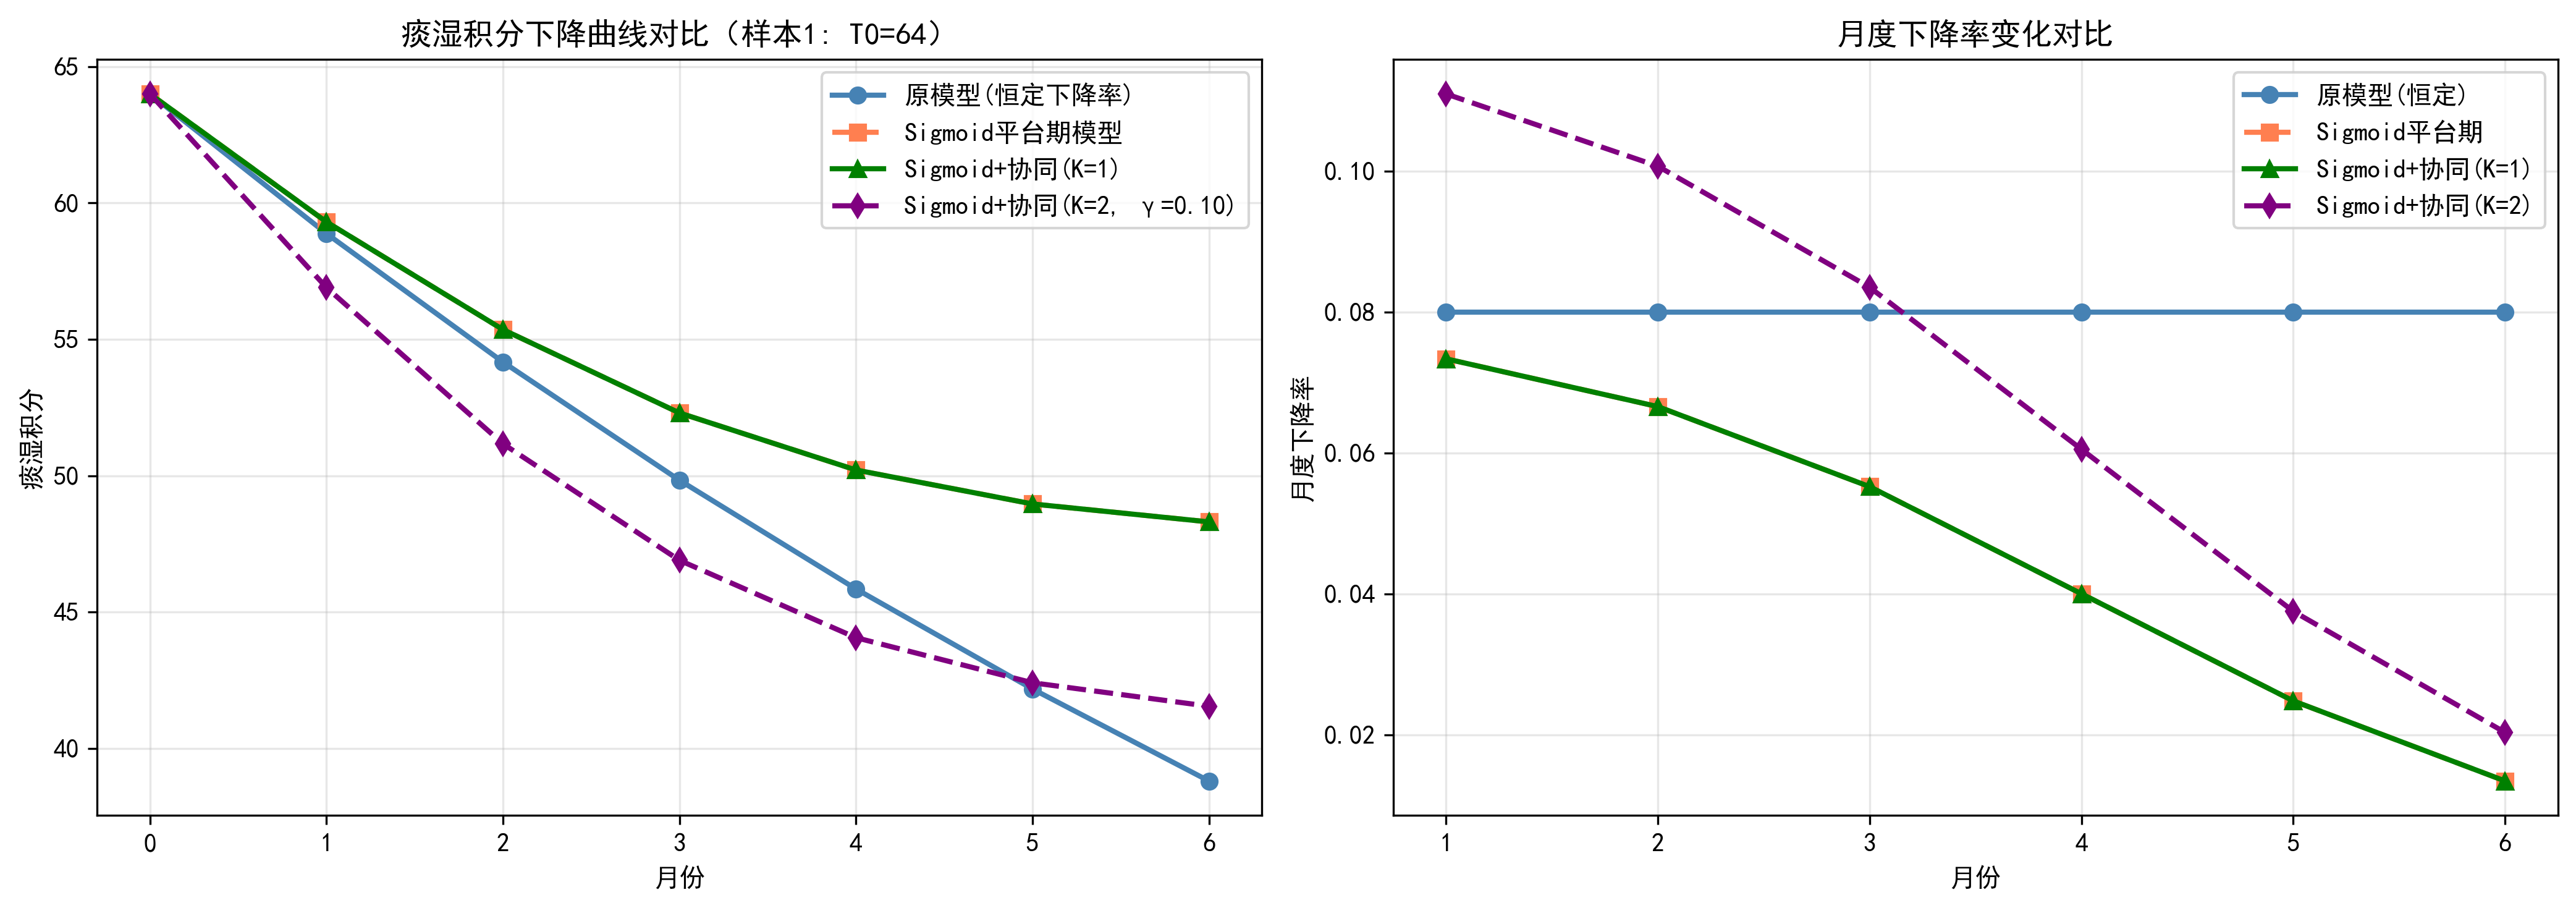 痰湿积分下降曲线对比（样本1: T0=64）
65
60
55
50
45
40
痰湿积分
原模型(恒定下降率)
Sigmoid平台期模型
Sigmoid+协同(K=1)
Sigmoid+协同(K=2, γ=0.10)
0 1 2 3 4 5 6
月份
月度下降率变化对比
0.10
0.08
0.06
0.04
0.02
月度下降率
原模型(恒定)
Sigmoid平台期
Sigmoid+协同(K=1)
Sigmoid+协同(K=2)
1 2 3 4 5 6
月份